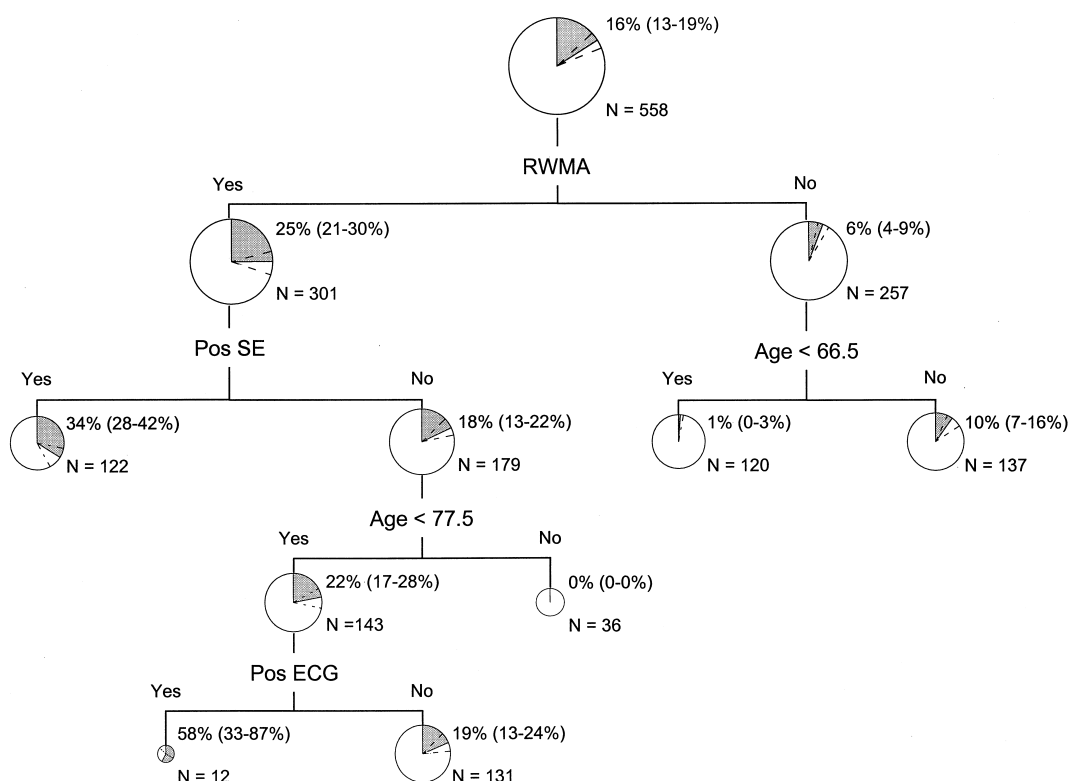 16% (13-19%)
N = 558
RWMA
Yes
No
25% (21-30%)
6% (4-9%)
N = 301
N = 257
Pos SE
Age < 66.5
Yes
No
Yes
No
34% (28-42%)
18% (13-22%)
1% (0-3%)
10% (7-16%)
N = 122
N = 179
N = 120
N = 137
Age < 77.5
Yes
No
22% (17-28%)
0% (0-0%)
N =143
N = 36
Pos ECG
Yes
No
58% (33-87%)
19% (13-24%)
N = 12
N = 131